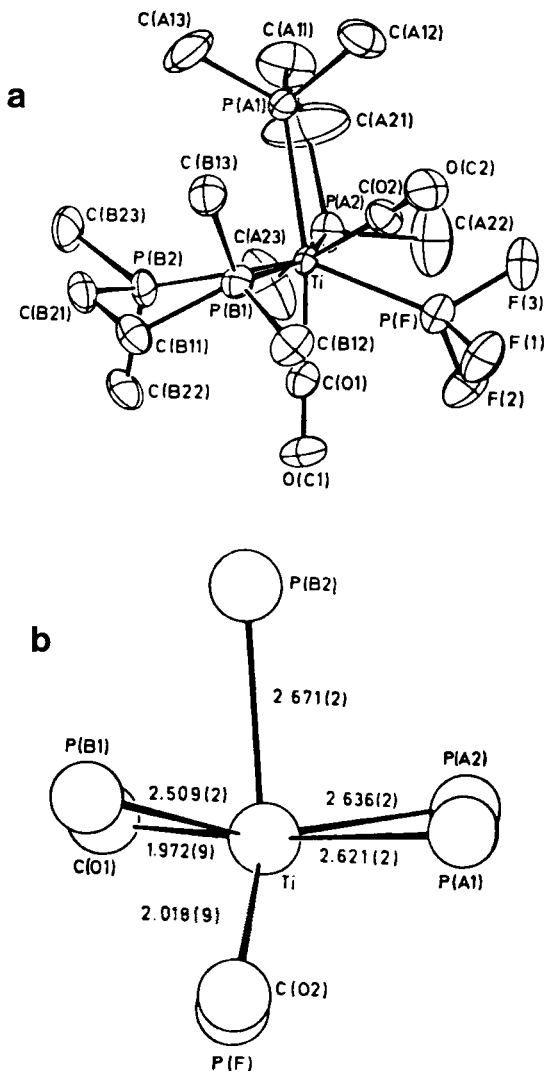 a
C(A13)
C(A11)
C(A12)
P(A1)
C(A21)
C(B13)
O(C2)
P(A2)
C(O2)
C(B23)
C(A23)
C(A22)
P(B2)
Ti
C(B21)
P(B1)
P(F)
F(3)
C(B11)
C(B12)
F(1)
C(B22)
C(O1)
F(2)
O(C1)
b
P(B2)
2.671(2)
P(B1)
P(A2)
2.509(2)
2 636(2)
C(O1)
1.972(9)
2.621(2)
Ti
P(A1)
2.018(9)
C(O2)
P(F)